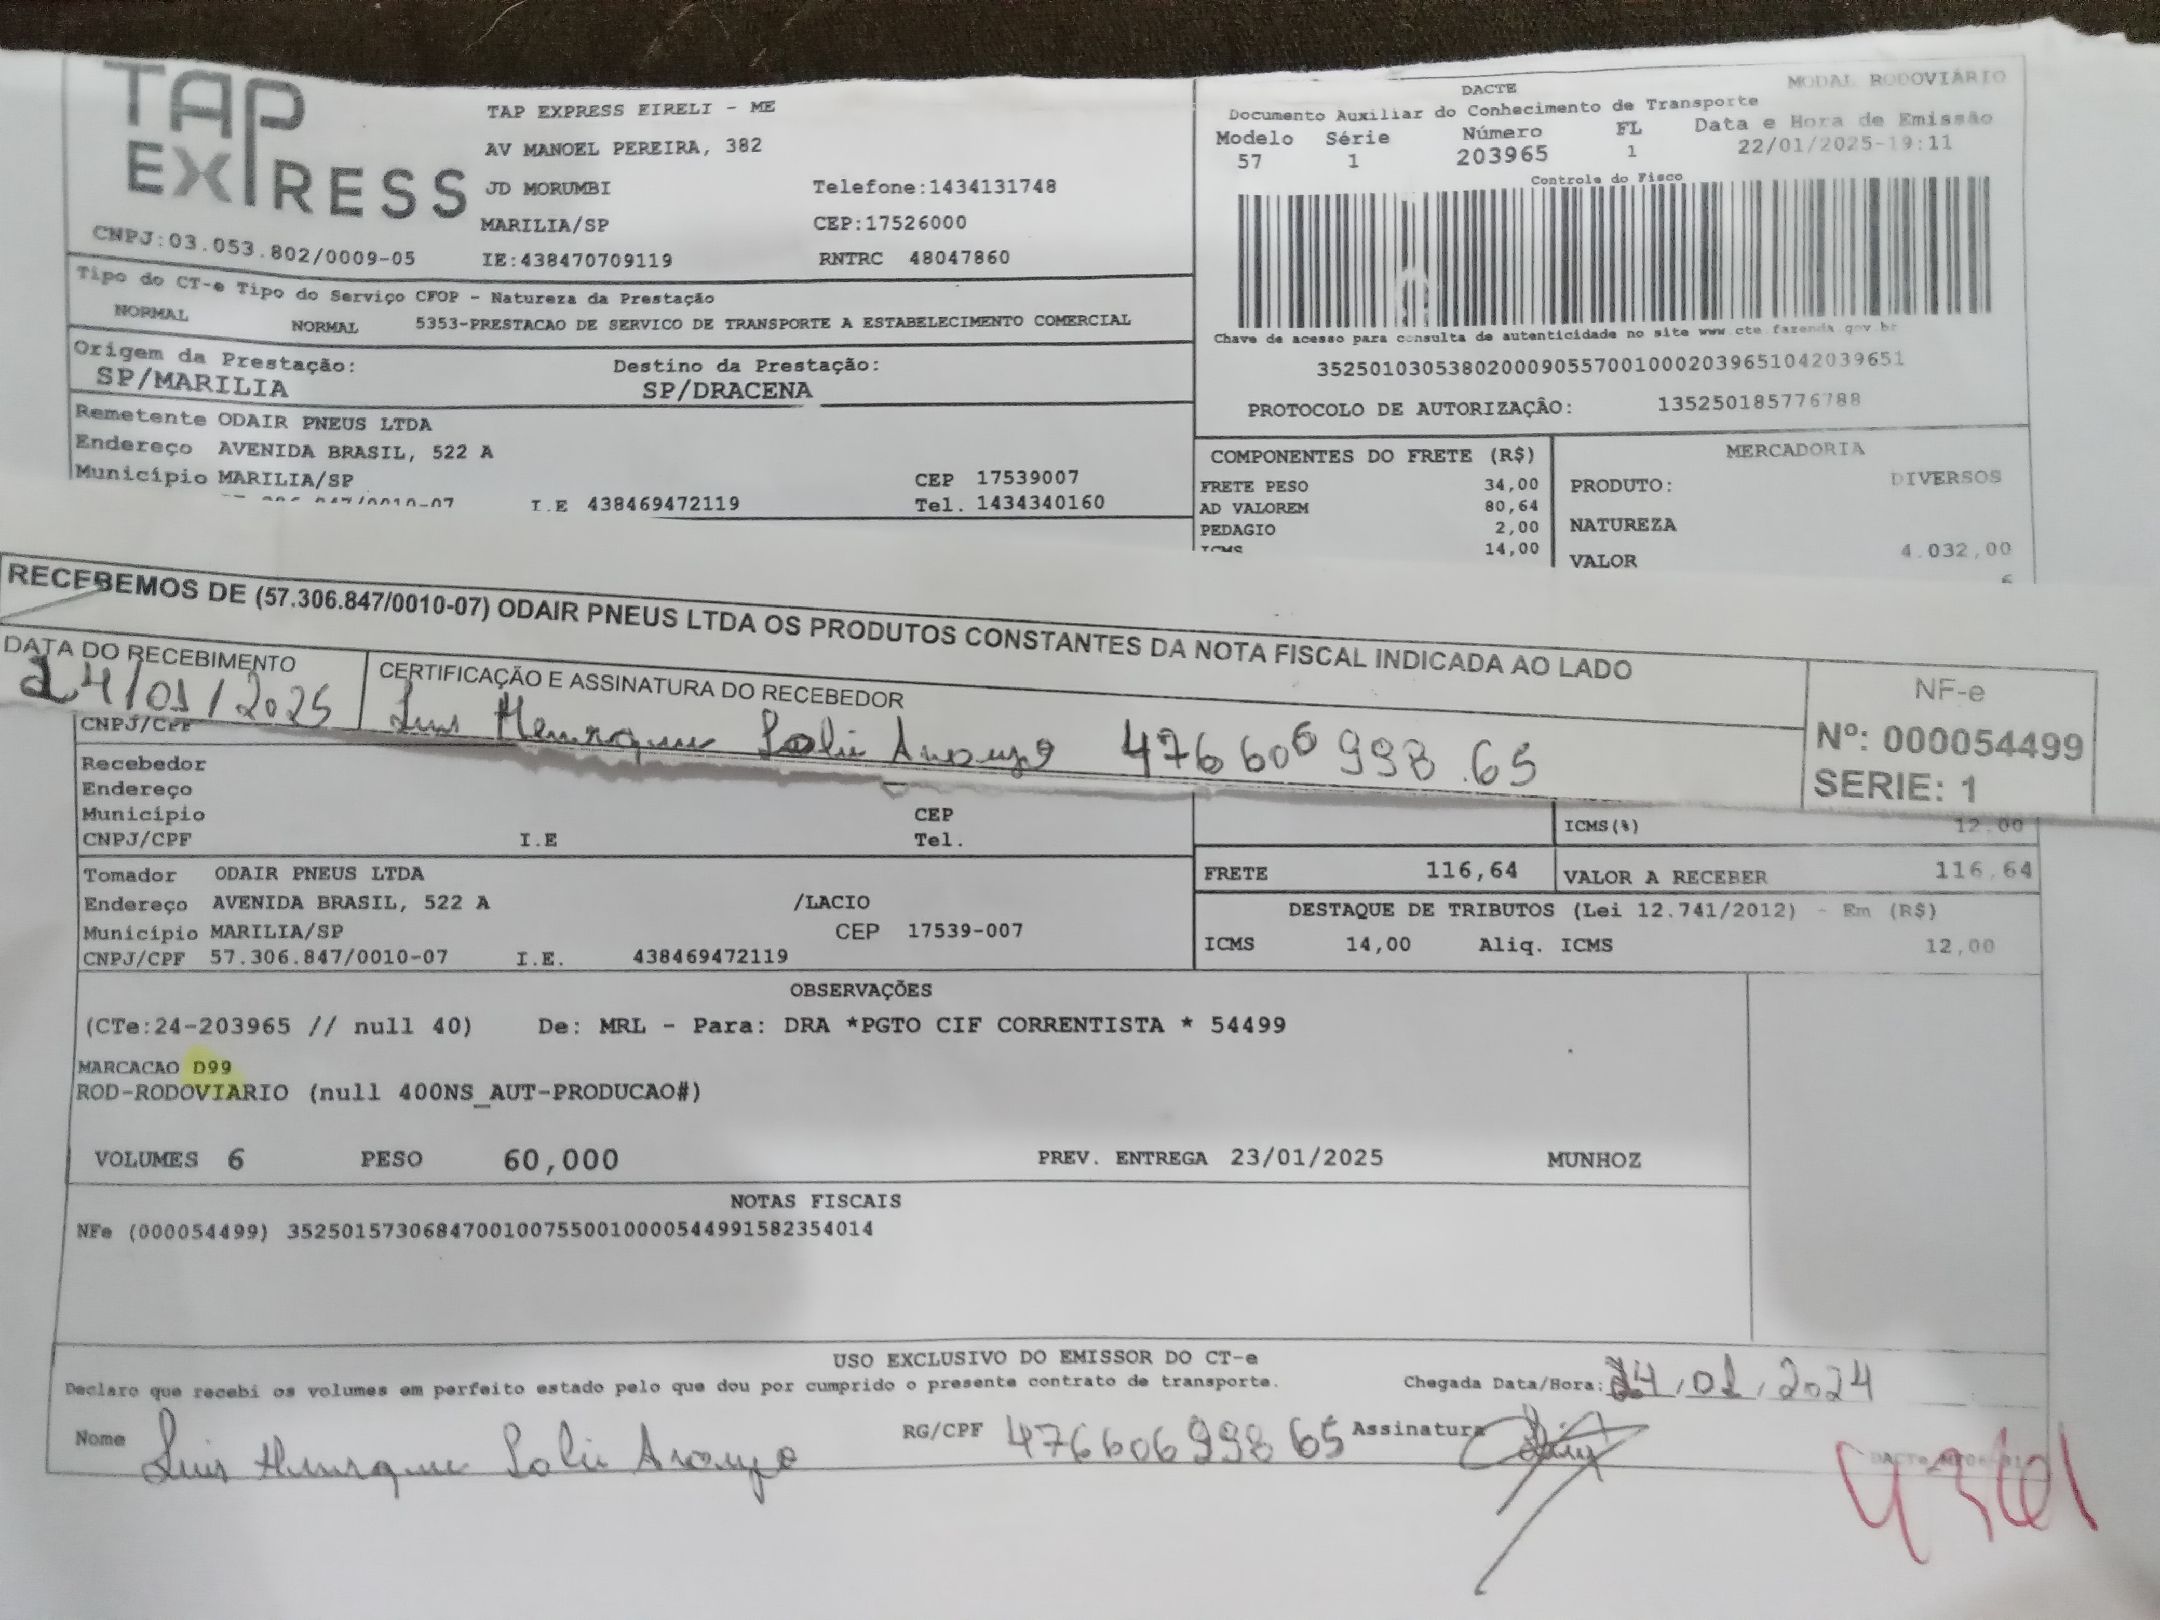 TAP EXPRESS
TAP EXPRESS EIRELI - ME
AV MANOEL PEREIRA, 382
JD MORUMBI Telefone:1434131748
MARILIA/SP CEP:17526000
CNPJ:03.053.802/0009-05 IE:438470709119 RNTRC 48047860
DACTE MODAL RODOVIÁRIO
Documento Auxiliar do Conhecimento de Transporte
Modelo Série Número FL Data e Hora de Emissão
57 1 203965 1 22/01/2025-19:11
Controle do Fisco
Chave de acesso para consulta de autenticidade no site www.cte.fazenda.gov.br
35250103053802000905570010002039651042039651
PROTOCOLO DE AUTORIZAÇÃO: 135250185776788
Tipo do CT-e Tipo do Serviço CFOP - Natureza da Prestação
NORMAL NORMAL 5353-PRESTACAO DE SERVICO DE TRANSPORTE A ESTABELECIMENTO COMERCIAL
Origem da Prestação: Destino da Prestação:
SP/MARILIA SP/DRACENA
Remetente ODAIR PNEUS LTDA
Endereço AVENIDA BRASIL, 522 A
Município MARILIA/SP CEP 17539007
I.E 438469472119 Tel. 1434340160
COMPONENTES DO FRETE (R$) MERCADORIA
FRETE PESO 34,00 PRODUTO: DIVERSOS
AD VALOREM 80,64
PEDAGIO 2,00 NATUREZA
ICMS 14,00 VALOR 4.032,00
RECEBEMOS DE (57.306.847/0010-07) ODAIR PNEUS LTDA OS PRODUTOS CONSTANTES DA NOTA FISCAL INDICADA AO LADO
DATA DO RECEBIMENTO CERTIFICAÇÃO E ASSINATURA DO RECEBEDOR
24/01/2025 Luis Henrique Araujo 476606998.65
NF-e
Nº: 000054499
SERIE: 1
CNPJ/CPF
Recebedor
Endereço
Município CEP
CNPJ/CPF I.E Tel.
ICMS(%) 12.00
Tomador ODAIR PNEUS LTDA
Endereço AVENIDA BRASIL, 522 A /LACIO
Município MARILIA/SP CEP 17539-007
CNPJ/CPF 57.306.847/0010-07 I.E. 438469472119
FRETE 116,64 VALOR A RECEBER 116,64
DESTAQUE DE TRIBUTOS (Lei 12.741/2012) - Em (R$)
ICMS 14,00 Aliq. ICMS 12,00
OBSERVAÇÕES
(CTe:24-203965 // null 40) De: MRL - Para: DRA *PGTO CIF CORRENTISTA * 54499
MARCACAO D99
ROD-RODOVIARIO (null 400NS_AUT-PRODUCAO#)
VOLUMES 6 PESO 60,000 PREV. ENTREGA 23/01/2025 MUNHOZ
NOTAS FISCAIS
NFe (000054499) 35250157306847001007550010000544991582354014
USO EXCLUSIVO DO EMISSOR DO CT-e
Declaro que recebi os volumes em perfeito estado pelo que dou por cumprido o presente contrato de transporte. Chegada Data/Hora: 24/01/2024
Nome Luis Henrique Araujo RG/CPF 47660699865 Assinatura